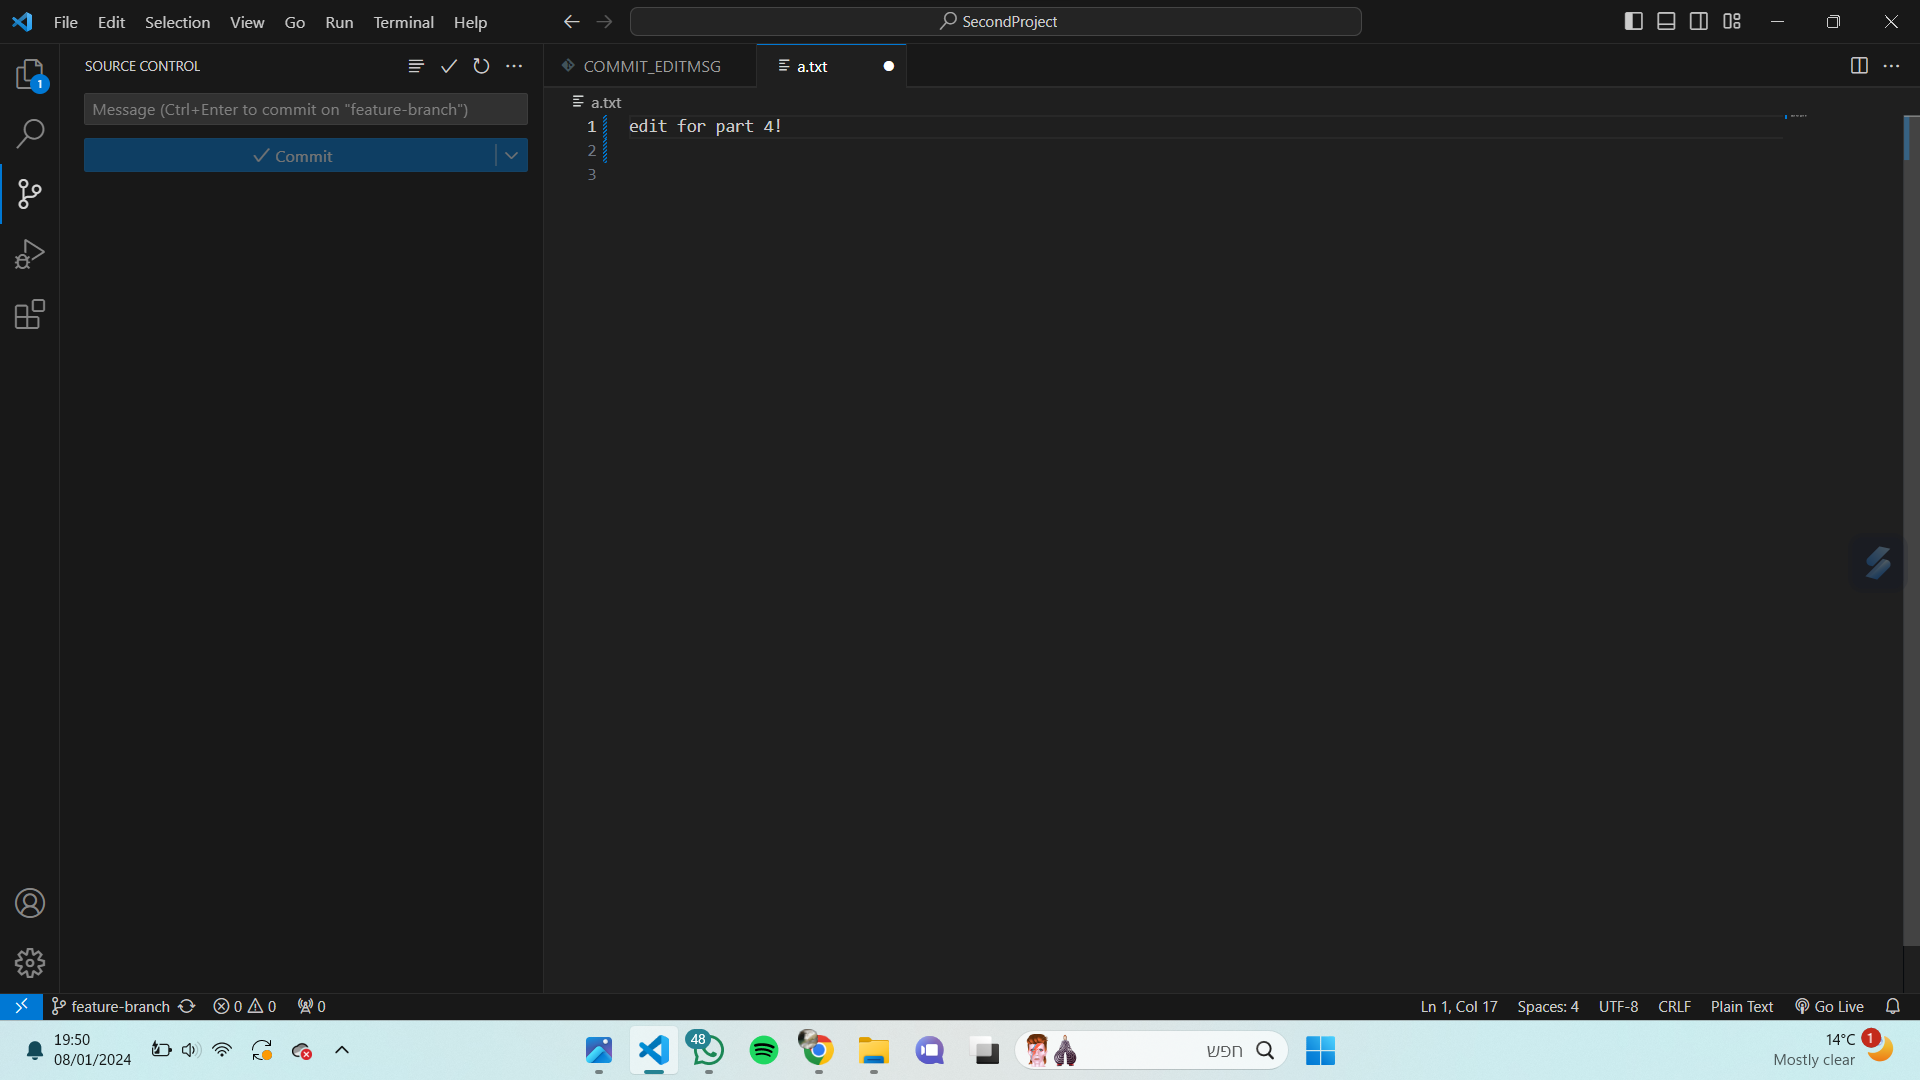 File Edit Selection View Go Run Terminal Help
SecondProject
SOURCE CONTROL
Message (Ctrl+Enter to commit on "feature-branch")
Commit
1
COMMIT_EDITMSG
a.txt
a.txt
1 edit for part 4!
2
3
feature-branch 0 0 0
Ln 1, Col 17 Spaces: 4 UTF-8 CRLF Plain Text Go Live
19:50
08/01/2024
48
חפש
14°C
Mostly clear
1